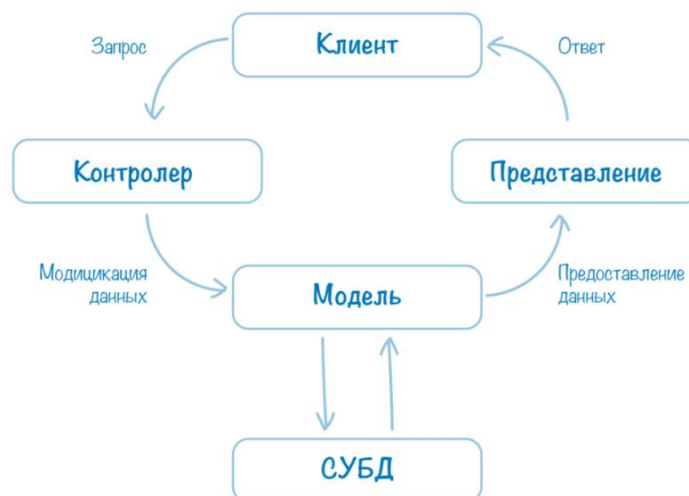 Запрос
Клиент
Ответ
Контролер
Представление
Модицикация
данных
Модель
Предоставление
данных
СУБД